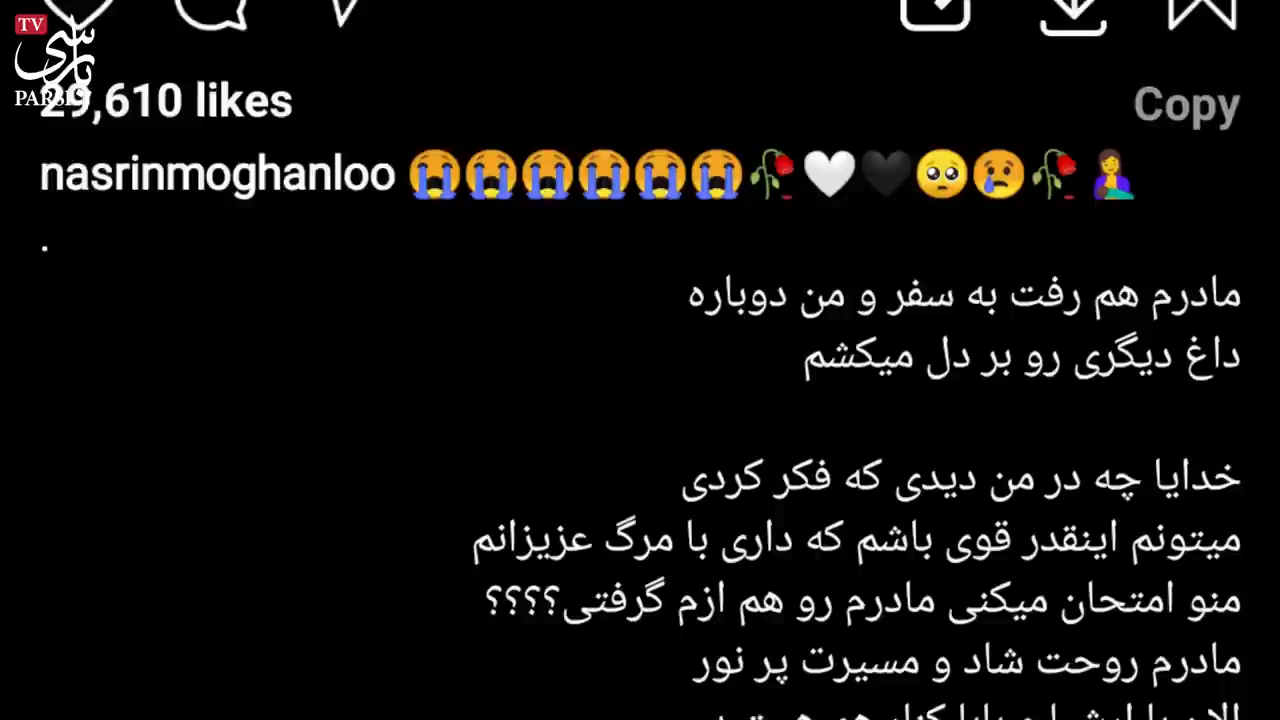 TV
پارسی
PARSI
29,610 likes
Copy
nasrinmoghanloo 😭😭😭😭😭😭🥀🤍🖤🥺😢🥀🤱
.
مادرم هم رفت به سفر و من دوباره
داغ دیگری رو بر دل میکشم
خدایا چه در من دیدی که فکر کردی
میتونم اینقدر قوی باشم که داری با مرگ عزیزانم
منو امتحان میکنی مادرم رو هم ازم گرفتی؟؟؟؟
مادرم روحت شاد و مسیرت پر نور